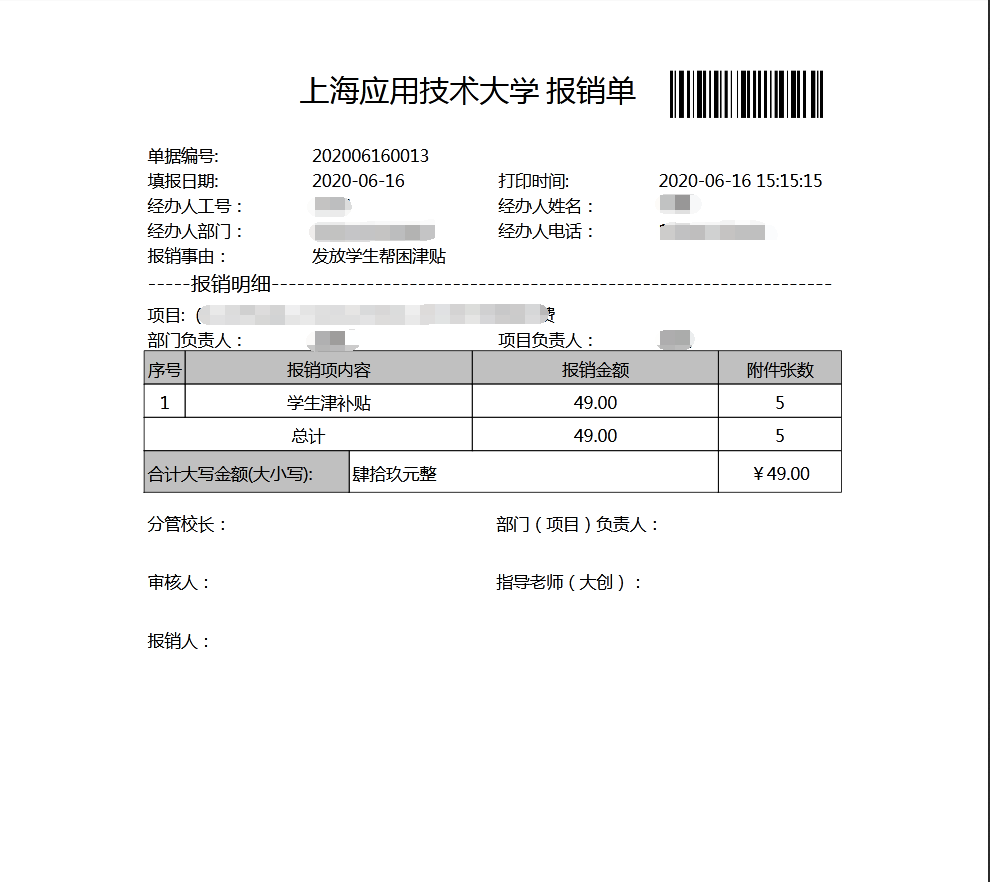 上海应用技术大学 报销单
单据编号: 202006160013
填报日期: 2020-06-16 打印时间: 2020-06-16 15:15:15
经办人工号： 经办人姓名：
经办人部门： 经办人电话：
报销事由： 发放学生帮困津贴
-----报销明细-----------------------------------------------------------------
项目: ( 费
部门负责人： 项目负责人：
序号 报销项内容 报销金额 附件张数
1 学生津补贴 49.00 5
总计 49.00 5
合计大写金额(大小写): 肆拾玖元整 ￥49.00
分管校长： 部门（项目）负责人：
审核人： 指导老师（大创）：
报销人：